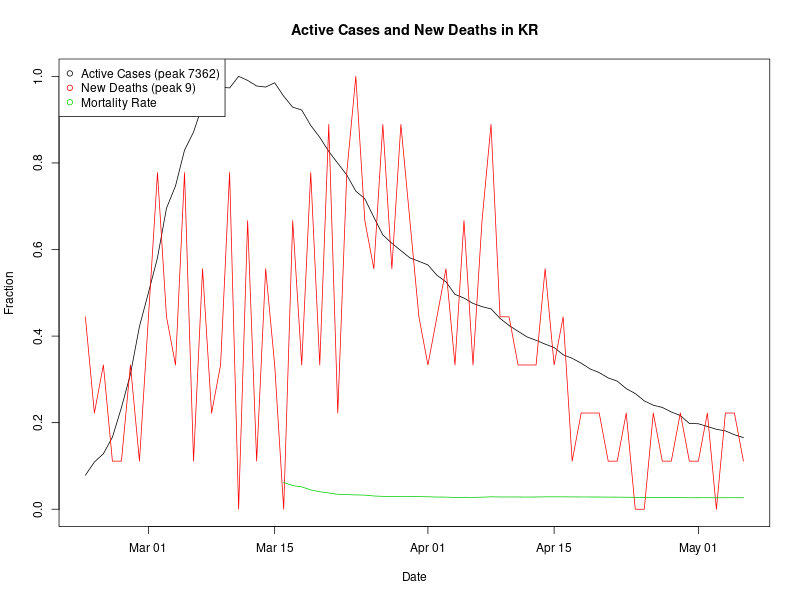 Active Cases and New Deaths in KR
Active Cases (peak 7362)
New Deaths (peak 9)
Mortality Rate
1.0
0.8
0.6
0.4
0.2
0.0
Fraction
Mar 01
Mar 15
Apr 01
Apr 15
May 01
Date